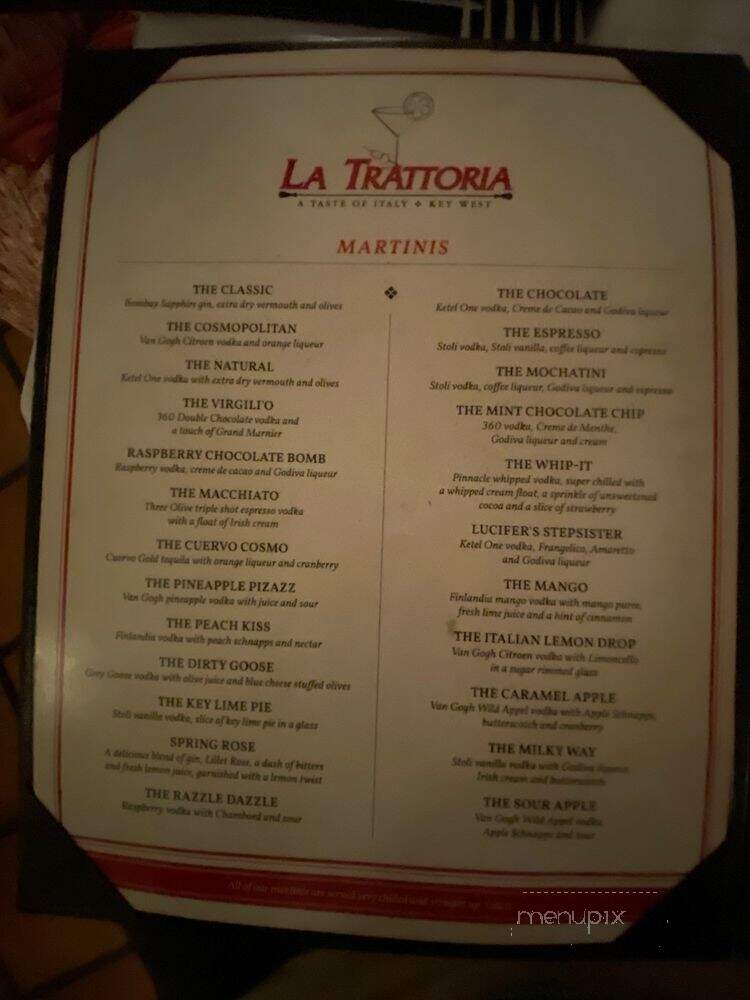 LA TRATTORIA
A TASTE OF ITALY ❖ KEY WEST
MARTINIS
THE CLASSIC
Bombay Sapphire gin, extra dry vermouth and olives
THE COSMOPOLITAN
Van Gogh Citroen vodka and orange liqueur
THE NATURAL
Ketel One vodka with extra dry vermouth and olives
THE VIRGILI'O
360 Double Chocolate vodka and
a touch of Grand Marnier
RASPBERRY CHOCOLATE BOMB
Raspberry vodka, creme de cacao and Godiva liqueur
THE MACCHIATO
Three Olive triple shot espresso vodka
with a float of Irish cream
THE CUERVO COSMO
Cuervo Gold tequila with orange liqueur and cranberry
THE PINEAPPLE PIZAZZ
Van Gogh pineapple vodka with juice and sour
THE PEACH KISS
Finlandia vodka with peach schnapps and nectar
THE DIRTY GOOSE
Grey Goose vodka with olive juice and blue cheese stuffed olives
THE KEY LIME PIE
Stoli vanilla vodka, slice of key lime pie in a glass
SPRING ROSE
A delicious blend of gin, Lillet Rose, a dash of bitters
and fresh lemon juice, garnished with a lemon twist
THE RAZZLE DAZZLE
Raspberry vodka with Chambord and sour
THE CHOCOLATE
Ketel One vodka, Creme de Cacao and Godiva liqueur
THE ESPRESSO
Stoli vodka, Stoli vanilla, coffee liqueur and espresso
THE MOCHATINI
Stoli vodka, coffee liqueur, Godiva liqueur and espresso
THE MINT CHOCOLATE CHIP
360 vodka, Creme de Menthe,
Godiva liqueur and cream
THE WHIP-IT
Pinnacle whipped vodka, super chilled with
a whipped cream float, a sprinkle of unsweetened
cocoa and a slice of strawberry
LUCIFER'S STEPSISTER
Ketel One vodka, Frangelico, Amaretto
and Godiva liqueur
THE MANGO
Finlandia mango vodka with mango puree,
fresh lime juice and a hint of cinnamon
THE ITALIAN LEMON DROP
Van Gogh Citroen vodka with Limoncello
in a sugar rimmed glass
THE CARAMEL APPLE
Van Gogh Wild Appel vodka with Apple Schnapps,
butterscotch and cranberry
THE MILKY WAY
Stoli vanilla vodka with Godiva liqueur,
Irish cream and butterscotch
THE SOUR APPLE
Van Gogh Wild Appel vodka,
Apple Schnapps and sour
All of our martinis are served very chilled and straight up
menupix